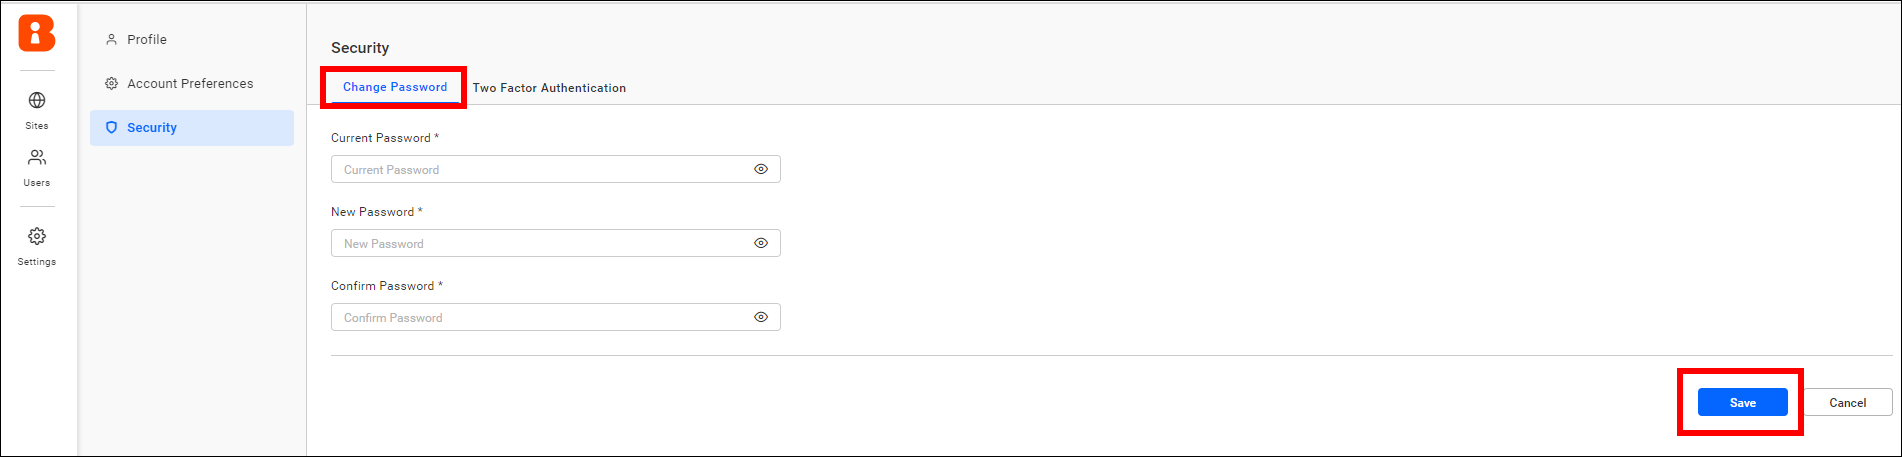 Sites
Users
Settings
Profile
Account Preferences
Security
Security
Change Password
Two Factor Authentication
Current Password *
Current Password
New Password *
New Password
Confirm Password *
Confirm Password
Save
Cancel